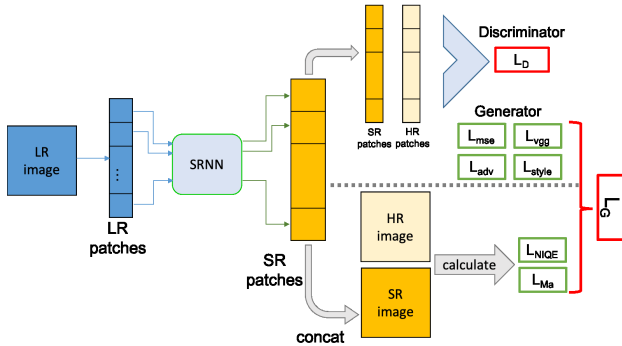 LR
image
⋮
LR
patches
SRNN
SR
patches
SR
patches
HR
patches
Discriminator
L_D
Generator
L_mse
L_vgg
L_adv
L_style
L_G
HR
image
SR
image
concat
calculate
L_NIQE
L_Ma